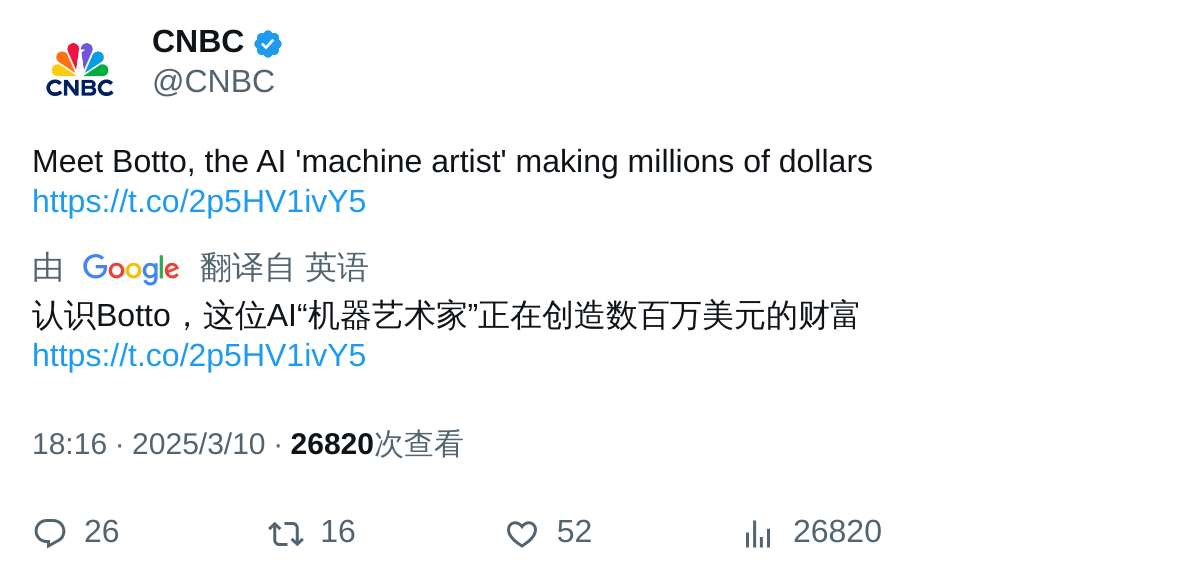 CNBC
CNBC
@CNBC
Meet Botto, the AI 'machine artist' making millions of dollars
https://t.co/2p5HV1ivY5
由 Google 翻译自 英语
认识Botto，这位AI“机器艺术家”正在创造数百万美元的财富
https://t.co/2p5HV1ivY5
18:16 · 2025/3/10 · 26820次查看
26 16 52 26820